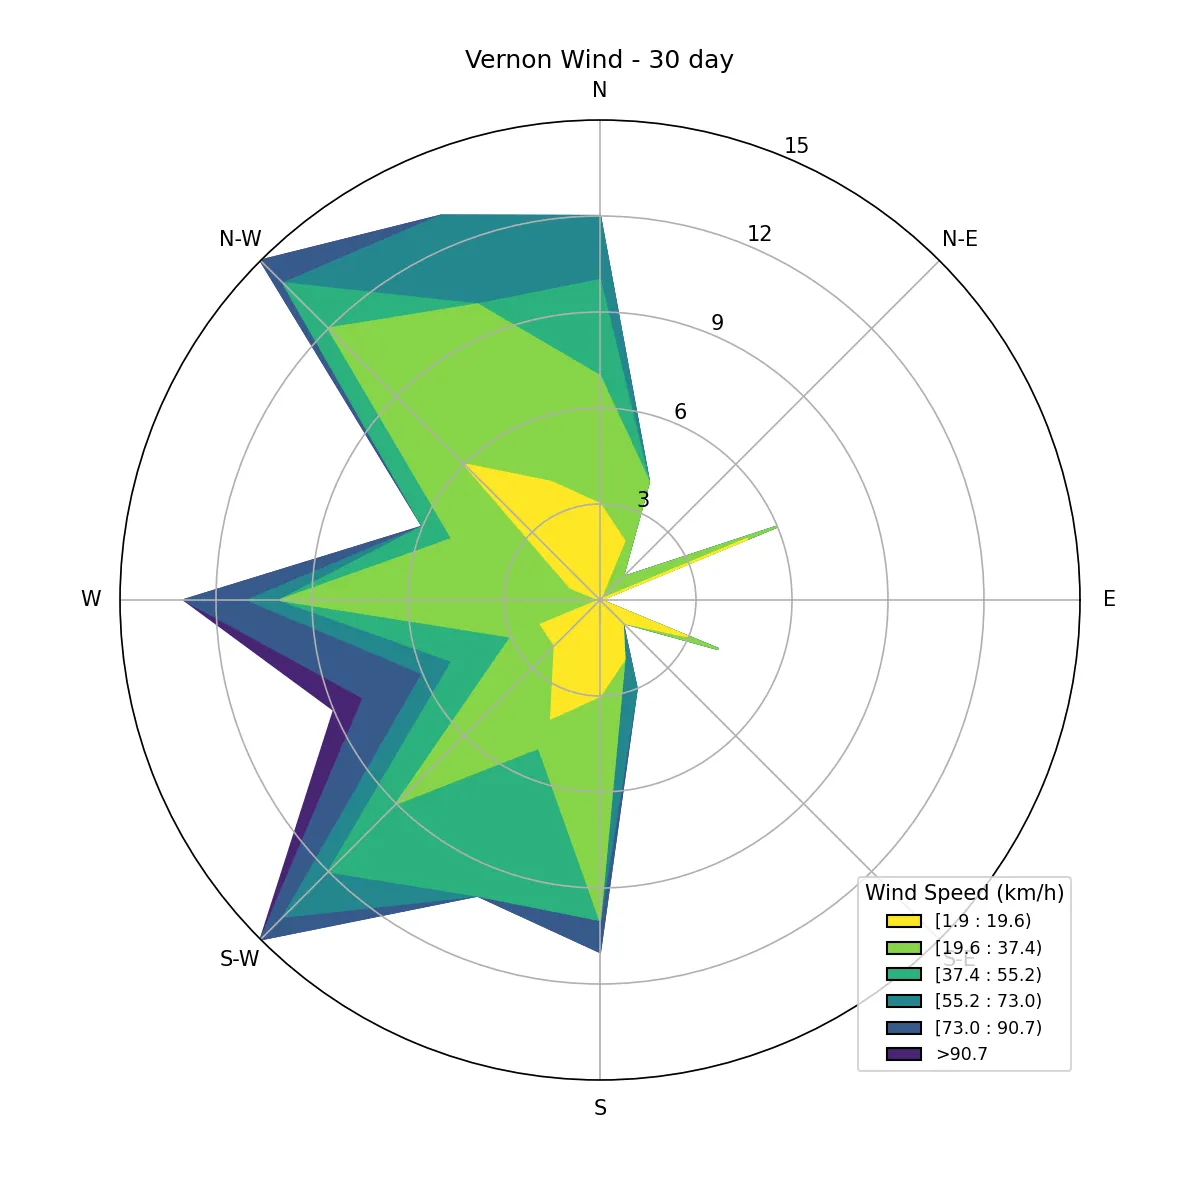 Vernon Wind - 30 day
N
15
N-W
12
N-E
9
6
3
W
E
Wind Speed (km/h)
[1.9 : 19.6)
[19.6 : 37.4)
S-W
S-E
[37.4 : 55.2)
[55.2 : 73.0)
[73.0 : 90.7)
>90.7
S